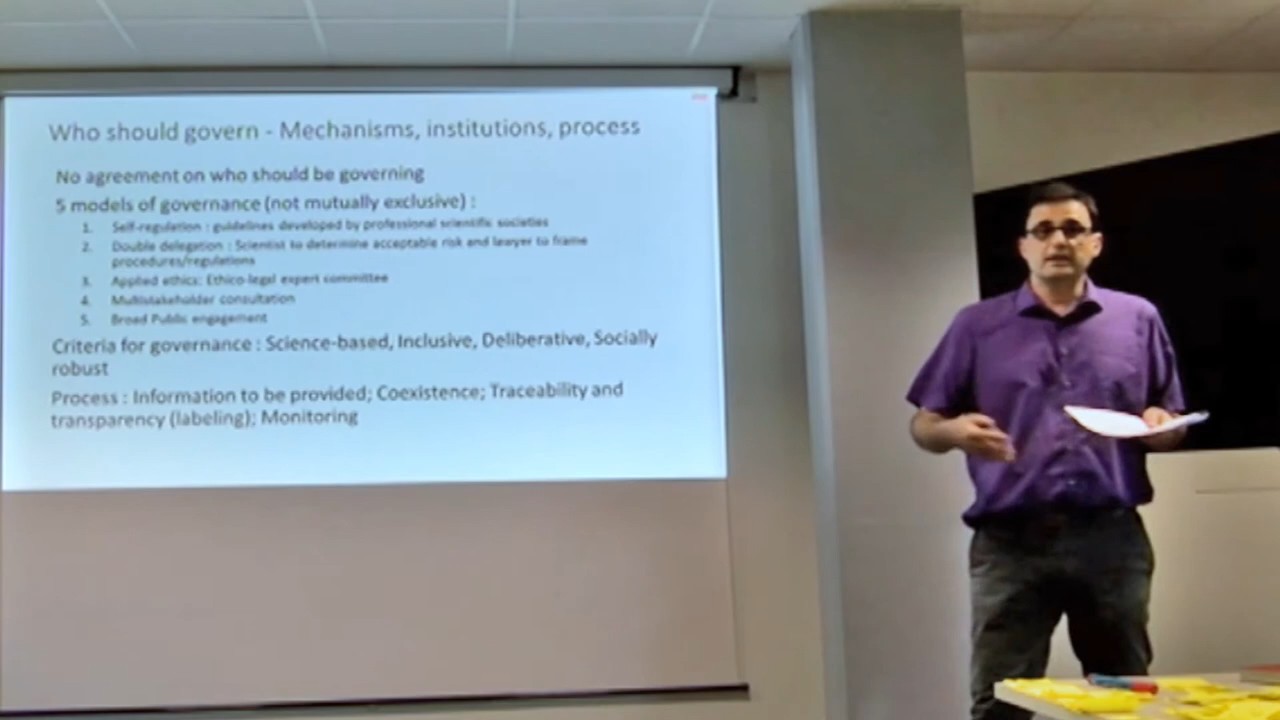 Who should govern - Mechanisms, institutions, process
No agreement on who should be governing
5 models of governance (not mutually exclusive) :
1. Self-regulation : guidelines developed by professional scientific societies
2. Double delegation : Scientist to determine acceptable risk and lawyer to frame
procedures/regulations
3. Applied ethics: Ethico-legal expert committee
4. Multistakeholder consultation
5. Broad Public engagement
Criteria for governance : Science-based, Inclusive, Deliberative, Socially
robust
Process : Information to be provided; Coexistence; Traceability and
transparency (labeling); Monitoring